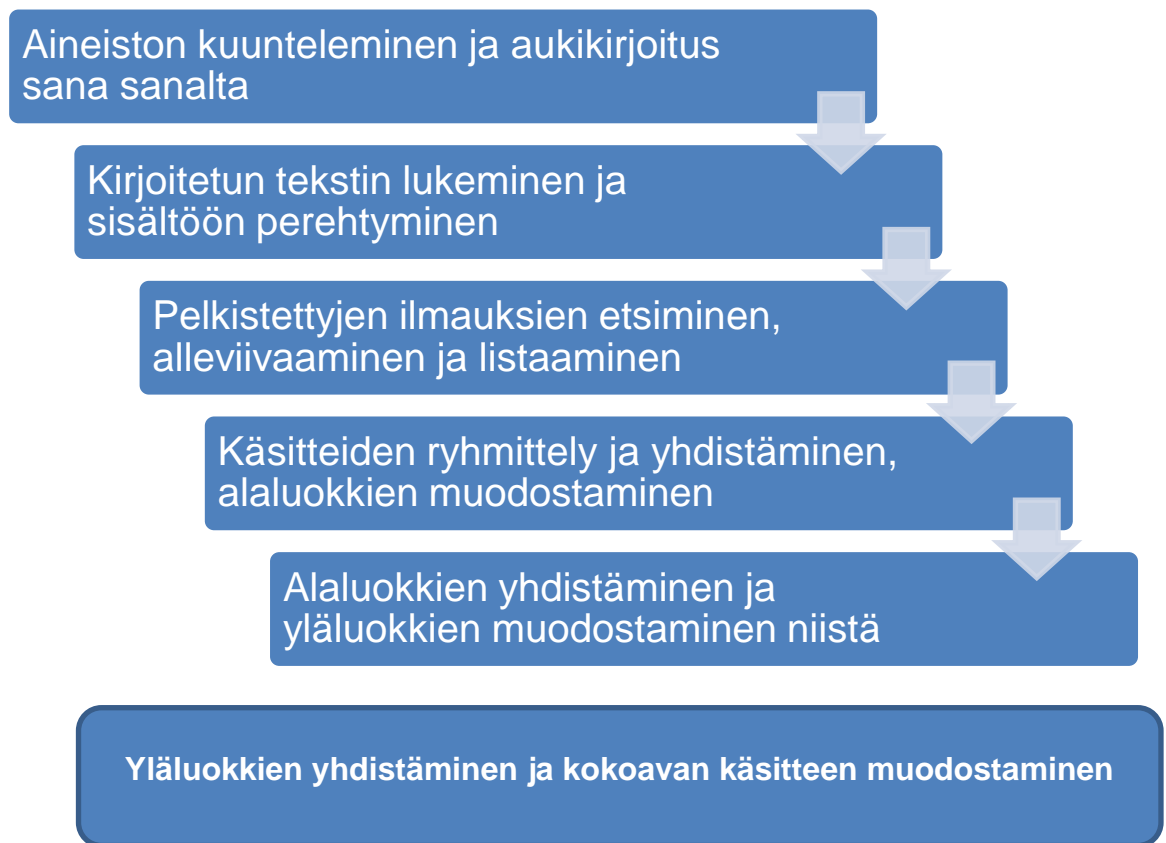 Aineiston kuunteleminen ja aukikirjoitus
sana sanalta
Kirjoitetun tekstin lukeminen ja
sisältöön perehtyminen
Pelkistettyjen ilmauksien etsiminen,
alleviivaaminen ja listaaminen
Käsitteiden ryhmittely ja yhdistäminen,
alaluokkien muodostaminen
Alaluokkien yhdistäminen ja
yläluokkien muodostaminen niistä
Yläluokkien yhdistäminen ja kokoavan käsitteen muodostaminen